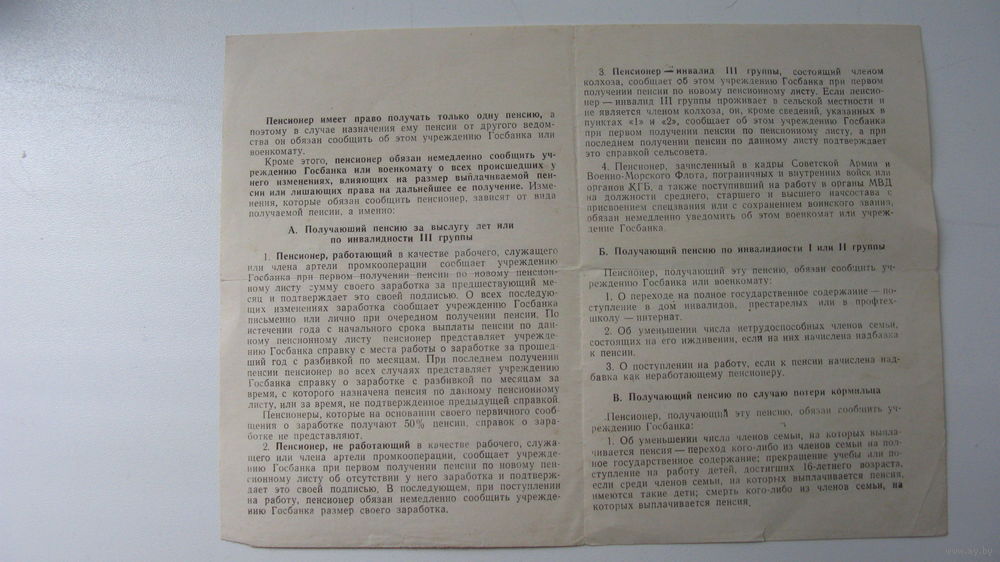 Пенсионер имеет право получать только одну пенсию, а
поэтому в случае назначения ему пенсии от другого ведом-
ства он обязан сообщить об этом учреждению Госбанка или
военкомату.
Кроме этого, пенсионер обязан немедленно сообщить уч-
реждению Госбанка или военкомату о всех происшедших у
него изменениях, влияющих на размер выплачиваемой пен-
сии или лишающих права на дальнейшее ее получение. Изме-
нения, которые обязан сообщить пенсионер, зависят от вида
получаемой пенсии, а именно:
А. Получающий пенсию за выслугу лет или
по инвалидности III группы
1. Пенсионер, работающий в качестве рабочего, служащего
или члена артели промкооперации сообщает учреждению
Госбанка при первом получении пенсии по новому пенсион-
ному листу сумму своего заработка за предшествующий ме-
сяц и подтверждает это своей подписью. О всех последую-
щих изменениях заработка сообщает учреждению Госбанка
письменно или лично при очередном получении пенсии. По
истечении года с начального срока выплаты пенсии по дан-
ному пенсионному листу пенсионер представляет учрежде-
нию Госбанка справку с места работы о заработке за прошед-
ший год с разбивкой по месяцам. При последнем получении
пенсии пенсионер во всех случаях представляет учреждению
Госбанка справку о заработке с разбивкой по месяцам за
время, с которого назначена пенсия по данному пенсионному
листу, или за время, не подтвержденное предыдущей справкой.
Пенсионеры, которые на основании своего первичного сооб-
щения о заработке получают 50% пенсии, справок о зара-
ботке не представляют.
2. Пенсионер, не работающий в качестве рабочего, служа-
щего или члена артели промкооперации, сообщает учрежде-
нию Госбанка при первом получении пенсии по новому пен-
сионному листу об отсутствии у него заработка и подтверж-
дает это своей подписью. В последующем, при поступлении
на работу, пенсионер обязан немедленно сообщить учрежде-
нию Госбанка размер своего заработка.
3. Пенсионер — инвалид III группы, состоящий членом
колхоза, сообщает об этом учреждению Госбанка при первом
получении пенсии по новому пенсионному листу. Если пенсио-
нер — инвалид III группы проживает в сельской местности и
не является членом колхоза, он, кроме сведений, указанных в
пунктах «1» и «2», сообщает об этом учреждению Госбанка
при первом получении пенсии по пенсионному листу, а при
последнем получении пенсии по данному листу подтверждает
это справкой сельсовета.
4. Пенсионер, зачисленный в кадры Советской Армии и
Военно-Морского Флота, пограничных и внутренних войск или
органов КГБ, а также поступивший на работу в органы МВД
на должности среднего, старшего и высшего начсостава с
присвоением спецзвания или с сохранением воинского звания,
обязан немедленно уведомить об этом военкомат или учреж-
дение Госбанка.
Б. Получающий пенсию по инвалидности I или II группы
Пенсионер, получающий эту пенсию, обязан сообщить уч-
реждению Госбанка или военкомату:
1. О переходе на полное государственное содержание — по-
ступление в дом инвалидов, престарелых или в профтех-
школу — интернат.
2. Об уменьшении числа нетрудоспособных членов семьи,
состоящих на его иждивении, если на них начислена надбавка
к пенсии.
3. О поступлении на работу, если к пенсии начислена над-
бавка как неработающему пенсионеру.
В. Получающий пенсию по случаю потери кормильца
Пенсионер, получающий эту пенсию, обязан сообщить уч-
реждению Госбанка:
1. Об уменьшении числа членов семьи, на которых выпла-
чивается пенсия — переход кого-либо из членов семьи на пол-
ное государственное содержание; прекращение учебы или по-
ступление на работу детей, достигших 16-летнего возраста,
если среди членов семьи, на которых выплачивается пенсия,
имеются такие дети; смерть кого-либо из членов семьи, на
которых выплачивается пенсия.
www.ay.by